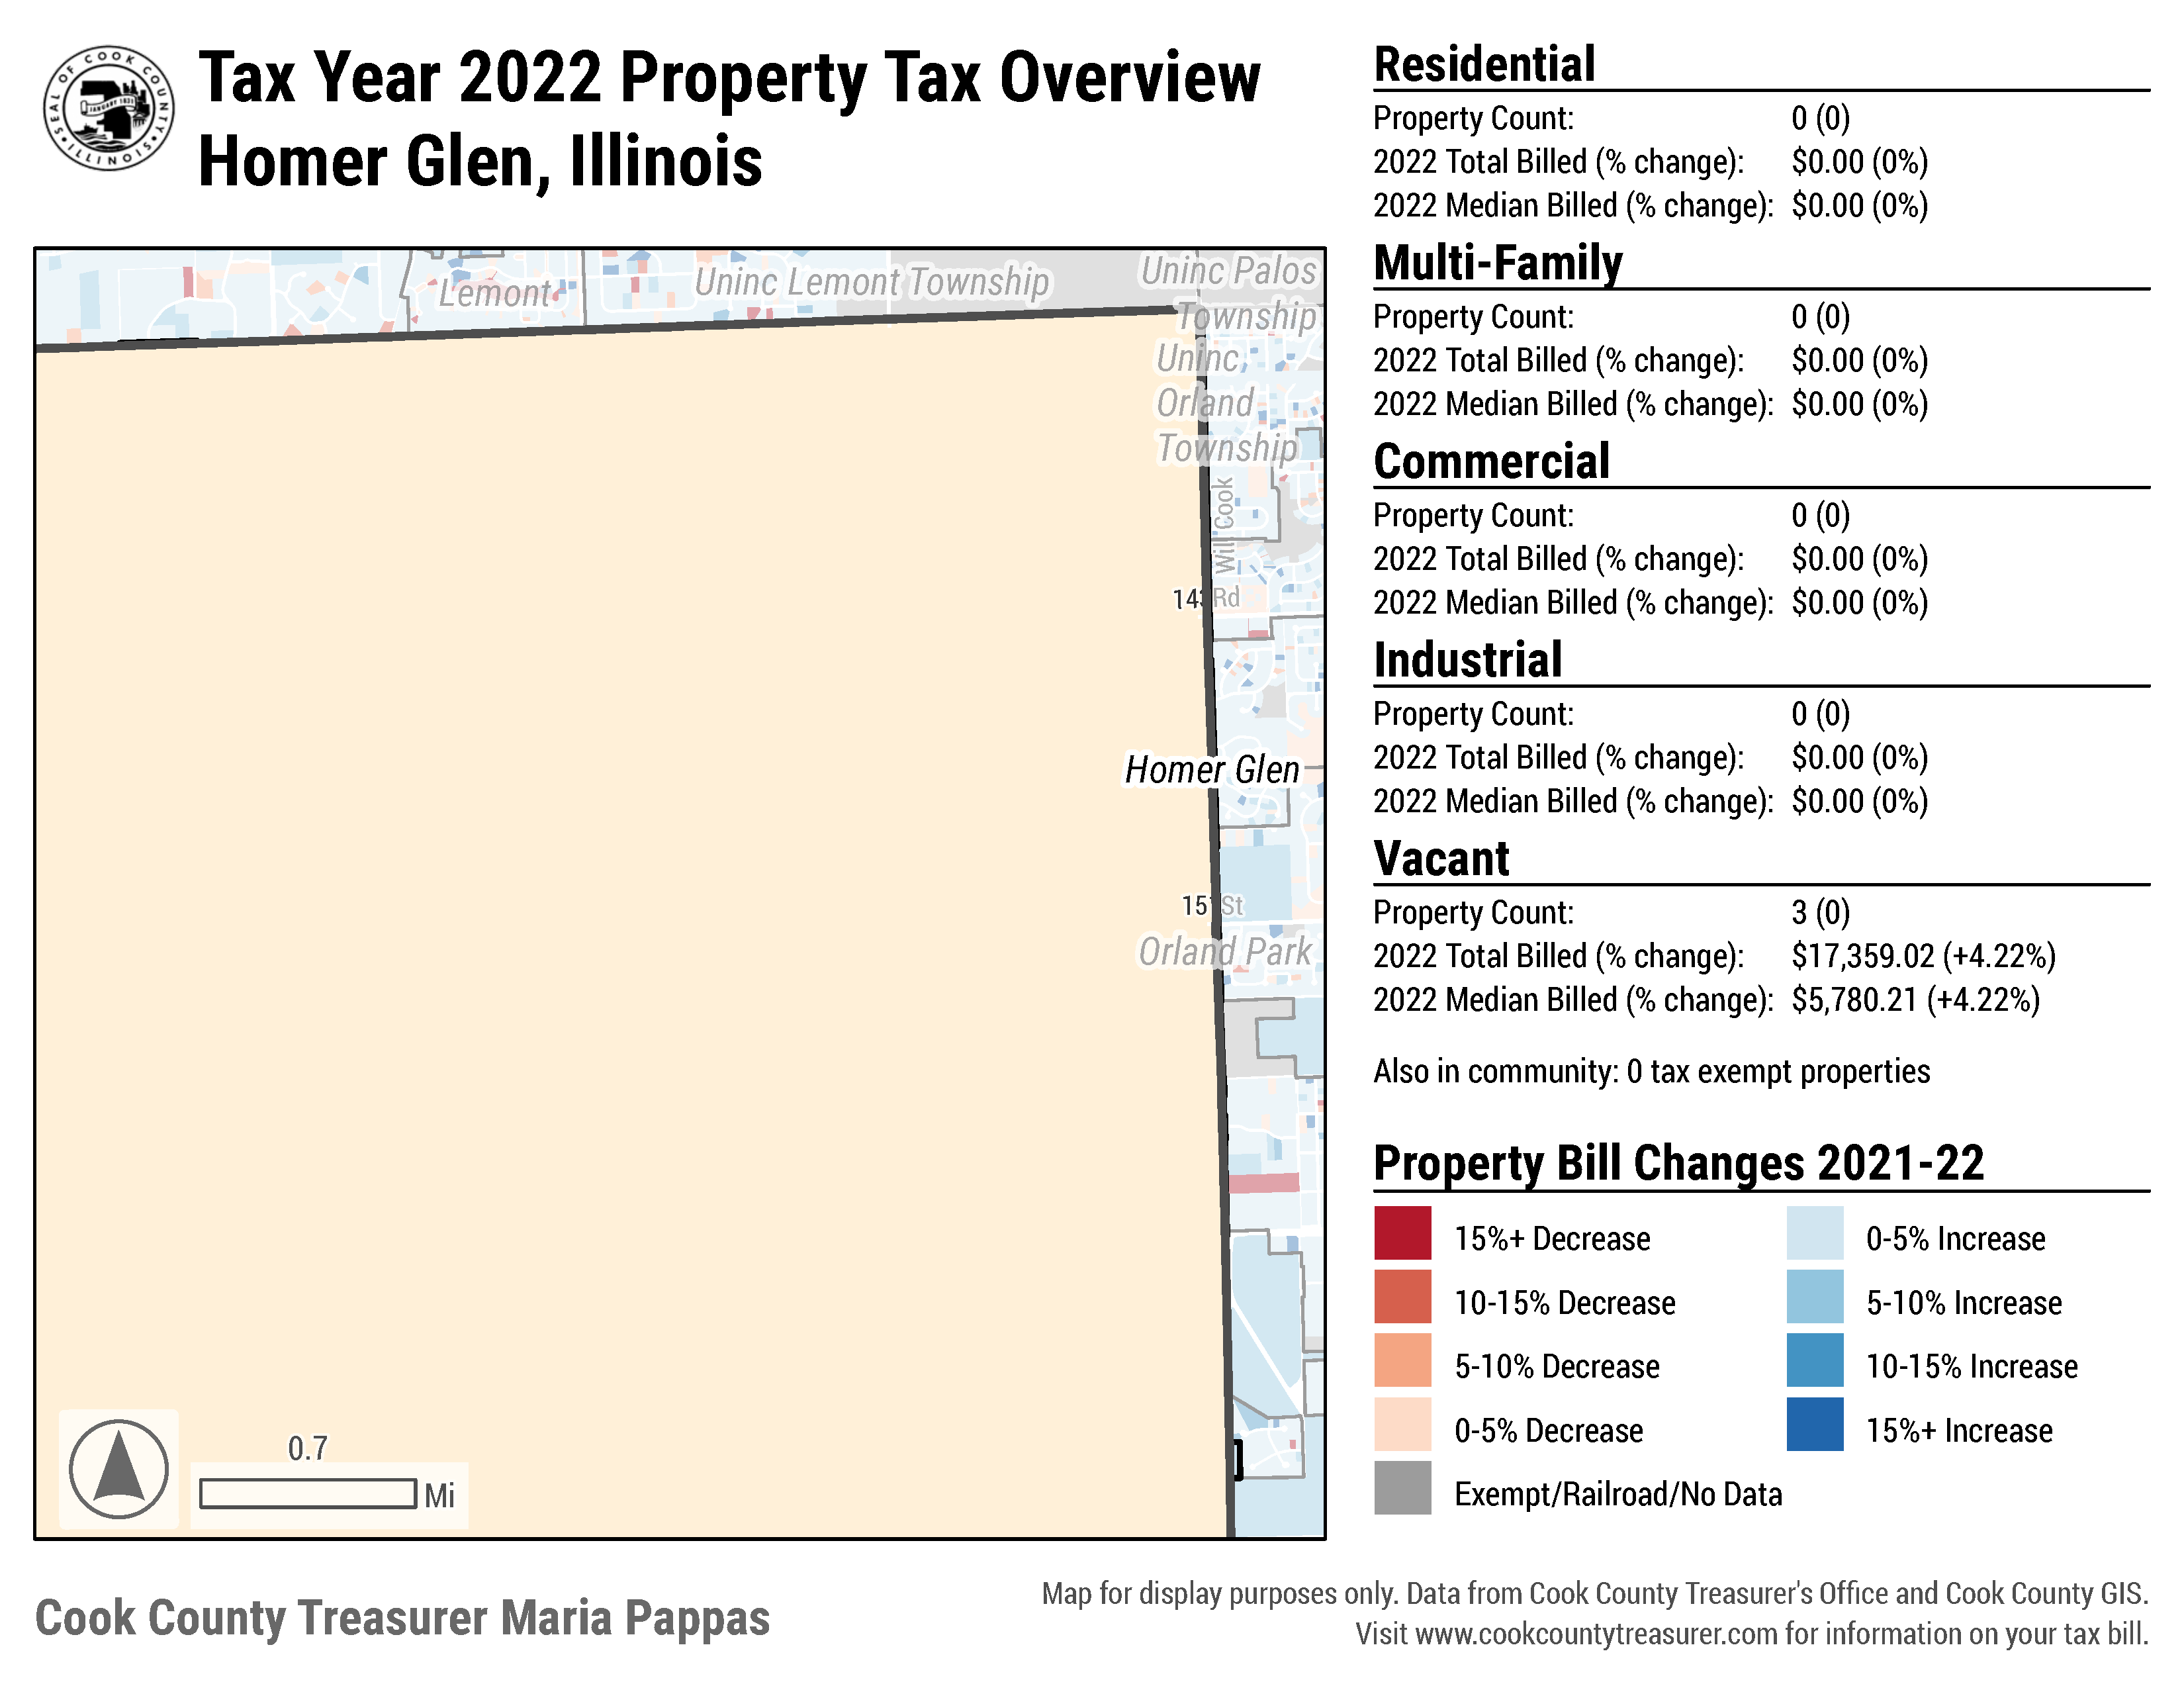 SEAL OF COOK COUNTY
JANUARY 1831
ILLINOIS
Tax Year 2022 Property Tax Overview
Homer Glen, Illinois
Lemont
Uninc Lemont Township
Uninc Palos
Township
Uninc
Orland
Township
Will Cook
14 Rd
Homer Glen
15 St
Orland Park
0.7
Mi
Residential
Property Count: 0 (0)
2022 Total Billed (% change): $0.00 (0%)
2022 Median Billed (% change): $0.00 (0%)
Multi-Family
Property Count: 0 (0)
2022 Total Billed (% change): $0.00 (0%)
2022 Median Billed (% change): $0.00 (0%)
Commercial
Property Count: 0 (0)
2022 Total Billed (% change): $0.00 (0%)
2022 Median Billed (% change): $0.00 (0%)
Industrial
Property Count: 0 (0)
2022 Total Billed (% change): $0.00 (0%)
2022 Median Billed (% change): $0.00 (0%)
Vacant
Property Count: 3 (0)
2022 Total Billed (% change): $17,359.02 (+4.22%)
2022 Median Billed (% change): $5,780.21 (+4.22%)
Also in community: 0 tax exempt properties
Property Bill Changes 2021-22
15%+ Decrease
10-15% Decrease
5-10% Decrease
0-5% Decrease
Exempt/Railroad/No Data
0-5% Increase
5-10% Increase
10-15% Increase
15%+ Increase
Cook County Treasurer Maria Pappas
Map for display purposes only. Data from Cook County Treasurer's Office and Cook County GIS.
Visit www.cookcountytreasurer.com for information on your tax bill.